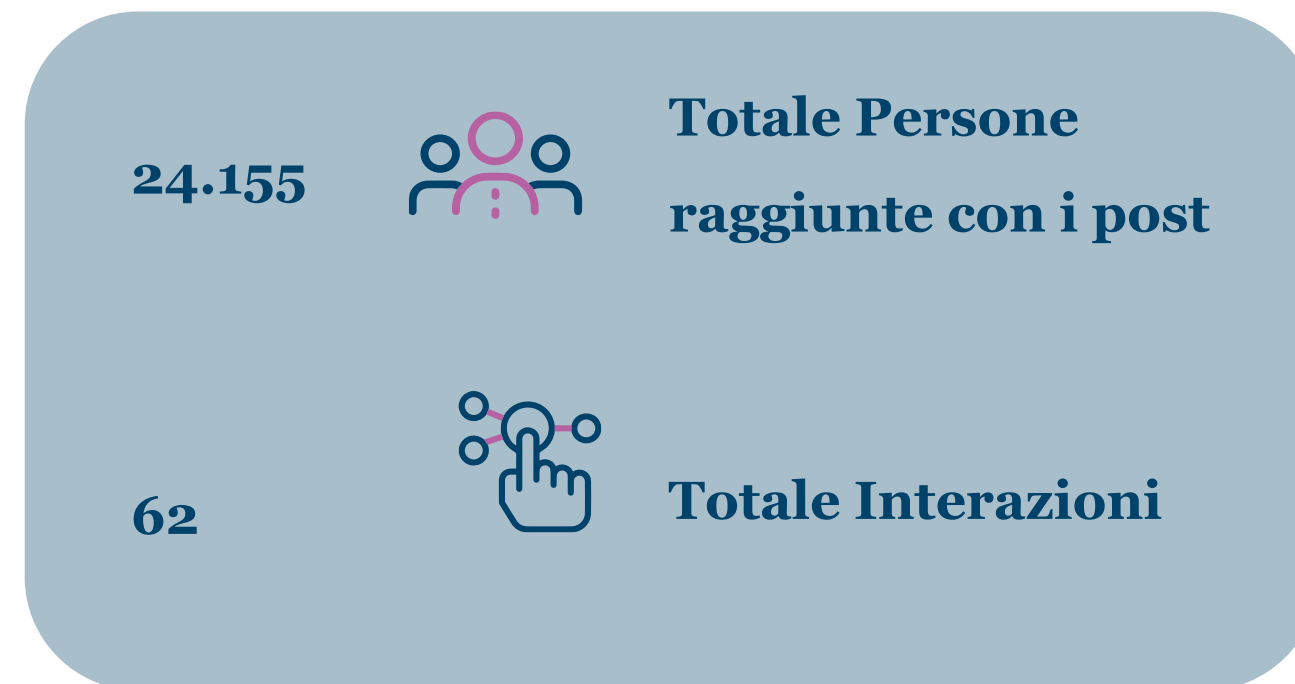 24.155
Totale Persone
raggiunte con i post
62
Totale Interazioni